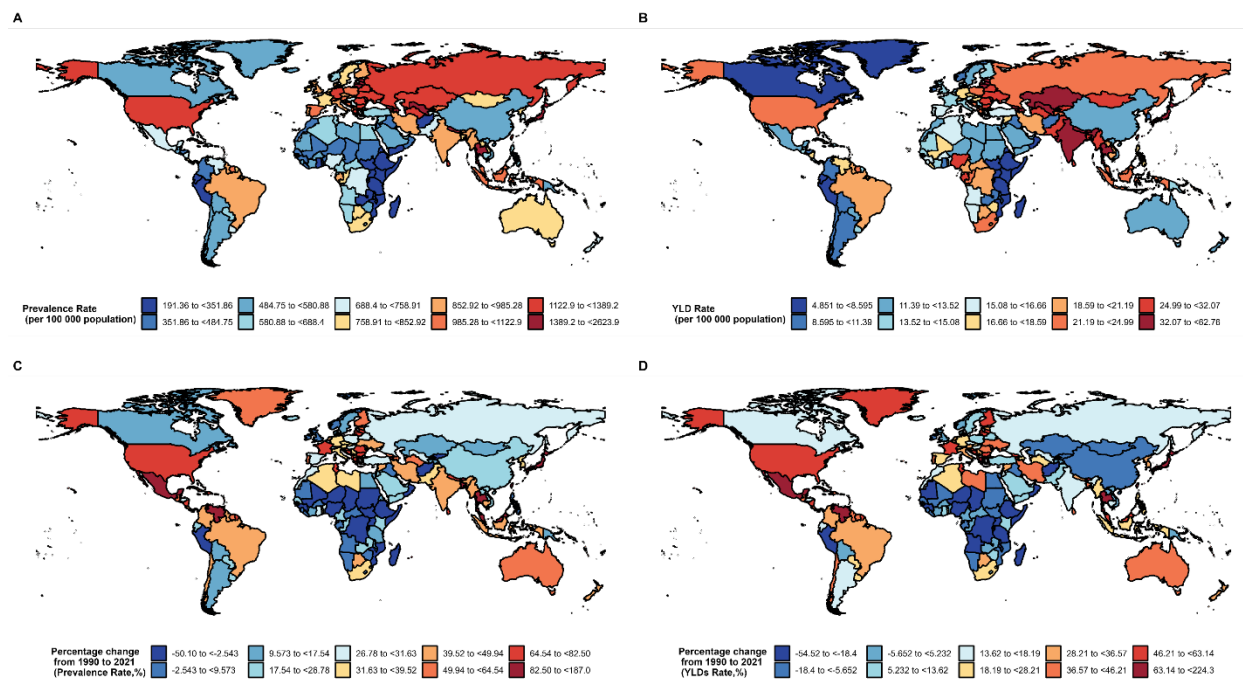 A
B
Prevalence Rate
(per 100 000 population)
191.36 to <351.86
484.75 to <580.88
688.4 to <758.91
852.92 to <985.28
1122.9 to <1389.2
351.86 to <484.75
580.88 to <688.4
758.91 to <852.92
985.28 to <1122.9
1389.2 to <2623.9
YLD Rate
(per 100 000 population)
4.851 to <8.595
11.39 to <13.52
15.08 to <16.66
18.59 to <21.19
24.99 to <32.07
8.595 to <11.39
13.52 to <15.08
16.66 to <18.59
21.19 to <24.99
32.07 to <62.76
C
D
Percentage change
from 1990 to 2021
(Prevalence Rate,%)
-50.10 to <-2.543
9.573 to <17.54
26.78 to <31.63
39.52 to <49.94
64.54 to <82.50
-2.543 to <9.573
17.54 to <28.78
31.63 to <39.52
49.94 to <64.54
82.50 to <187.0
Percentage change
from 1990 to 2021
(YLDs Rate,%)
-54.52 to <-18.4
-5.652 to <5.232
13.62 to <18.19
28.21 to <36.57
46.21 to <63.14
-18.4 to <-5.652
5.232 to <13.62
18.19 to <28.21
36.57 to <46.21
63.14 to <224.3